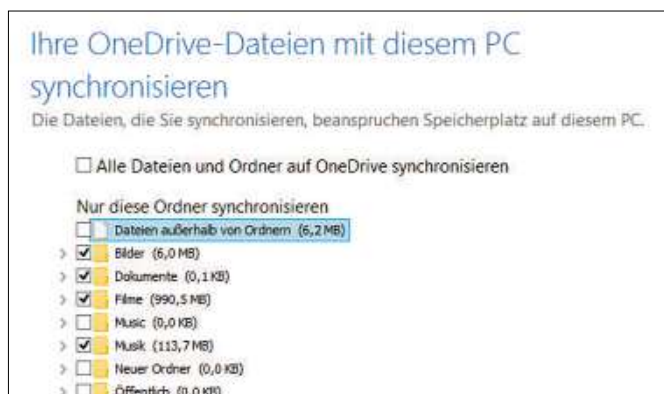 Ihre OneDrive-Dateien mit diesem PC
synchronisieren
Die Dateien, die Sie synchronisieren, beanspruchen Speicherplatz auf diesem PC.
Alle Dateien und Ordner auf OneDrive synchronisieren
Nur diese Ordner synchronisieren
Dateien außerhalb von Ordnern (6,2 MB)
Bilder (6,0 MB)
Dokumente (0,1 KB)
Filme (990,5 MB)
Music (0,0 KB)
Musik (113,7 MB)
Neuer Ordner (0,0 KB)
Öffentlich (0,0 KB)